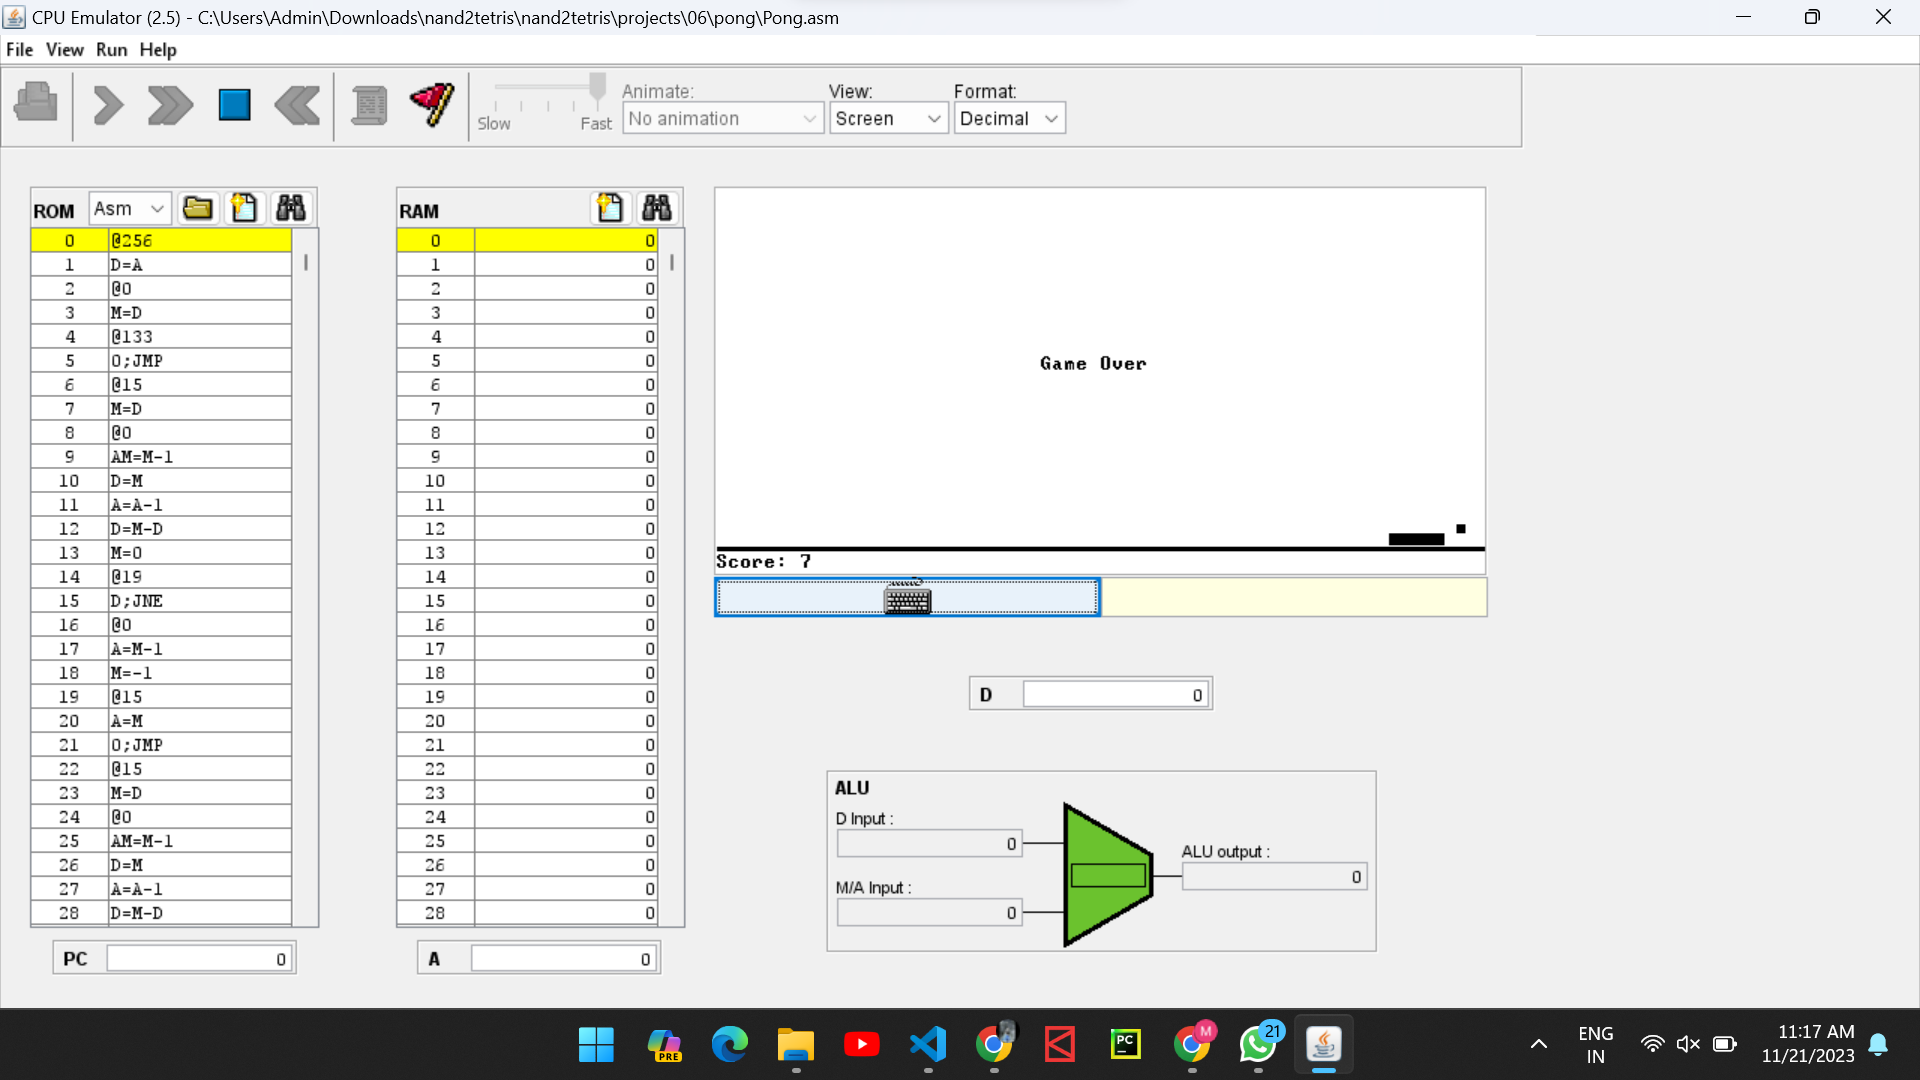 CPU Emulator (2.5) - C:\Users\Admin\Downloads\nand2tetris\nand2tetris\projects\06\pong\Pong.asm
File View Run Help
Slow Fast
Animate:
No animation
View:
Screen
Format:
Decimal
ROM Asm
0 @256
1 D=A
2 @0
3 M=D
4 @133
5 0;JMP
6 @15
7 M=D
8 @0
9 AM=M-1
10 D=M
11 A=A-1
12 D=M-D
13 M=0
14 @19
15 D;JNE
16 @0
17 A=M-1
18 M=-1
19 @15
20 A=M
21 0;JMP
22 @15
23 M=D
24 @0
25 AM=M-1
26 D=M
27 A=A-1
28 D=M-D
PC 0
RAM
0 0
1 0
2 0
3 0
4 0
5 0
6 0
7 0
8 0
9 0
10 0
11 0
12 0
13 0
14 0
15 0
16 0
17 0
18 0
19 0
20 0
21 0
22 0
23 0
24 0
25 0
26 0
27 0
28 0
A 0
Game Over
Score: 7
D 0
ALU
D Input :
0
M/A Input :
0
ALU output :
0
PRE
PC
M
21
ENG
IN
11:17 AM
11/21/2023